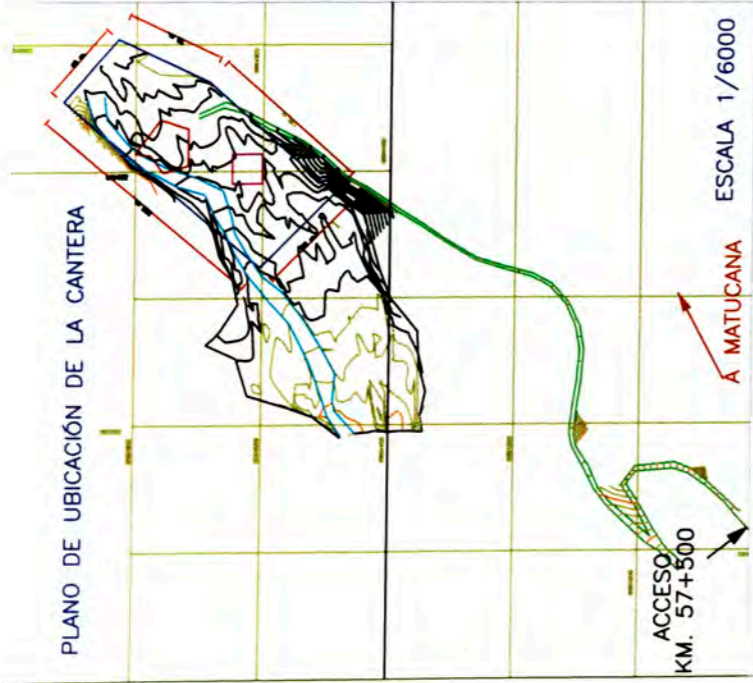 PLANO DE UBICACIÓN DE LA CANTERA
ESCALA 1/6000
A MATUCANA
ACCESO
KM. 57+500